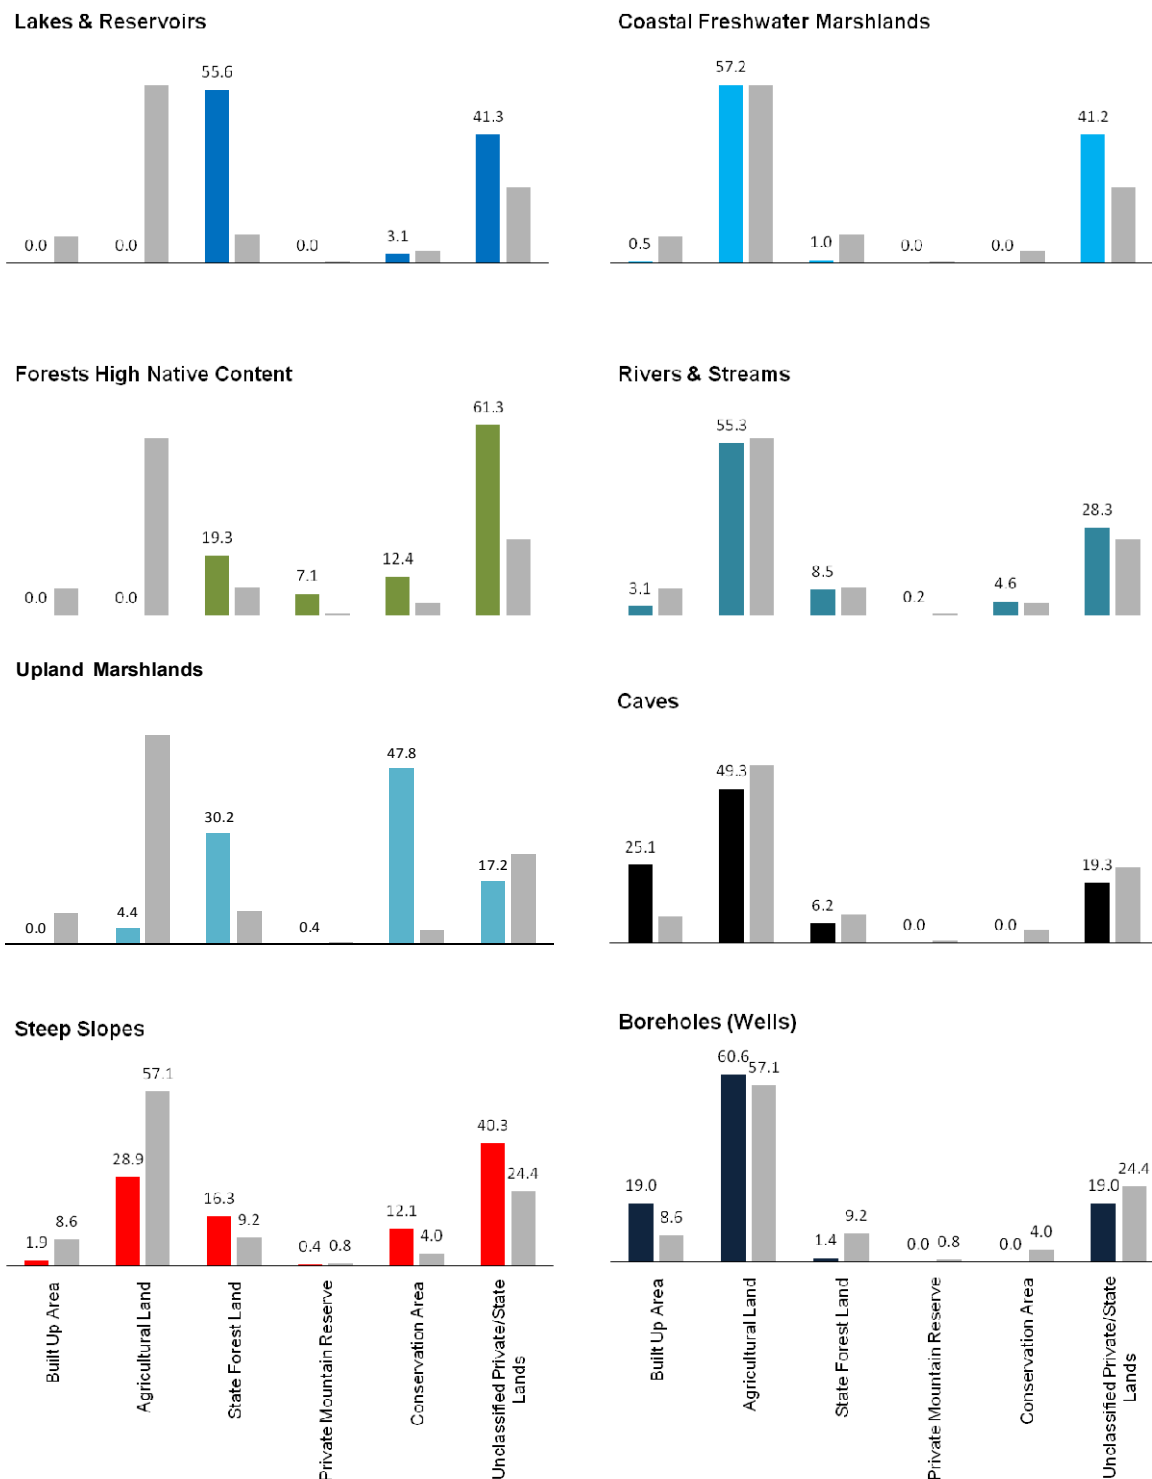 Lakes & Reservoirs
55.6
41.3
0.0
0.0
0.0
3.1
Coastal Freshwater Marshlands
57.2
41.2
0.5
1.0
0.0
0.0
Forests High Native Content
61.3
19.3
12.4
7.1
0.0
0.0
Rivers & Streams
55.3
28.3
8.5
3.1
0.2
4.6
Upland Marshlands
47.8
30.2
17.2
4.4
0.0
0.4
Caves
49.3
25.1
19.3
6.2
0.0
0.0
Steep Slopes
57.1
40.3
28.9
24.4
16.3
12.1
9.2
8.6
1.9
0.4
0.8
4.0
Built Up Area
Agricultural Land
State Forest Land
Private Mountain Reserve
Conservation Area
Unclassified Private/State
Lands
Boreholes (Wells)
60.6
57.1
19.0
8.6
1.4
9.2
0.0
0.8
0.0
4.0
19.0
24.4
Built Up Area
Agricultural Land
State Forest Land
Private Mountain Reserve
Conservation Area
Unclassified Private/State
Lands